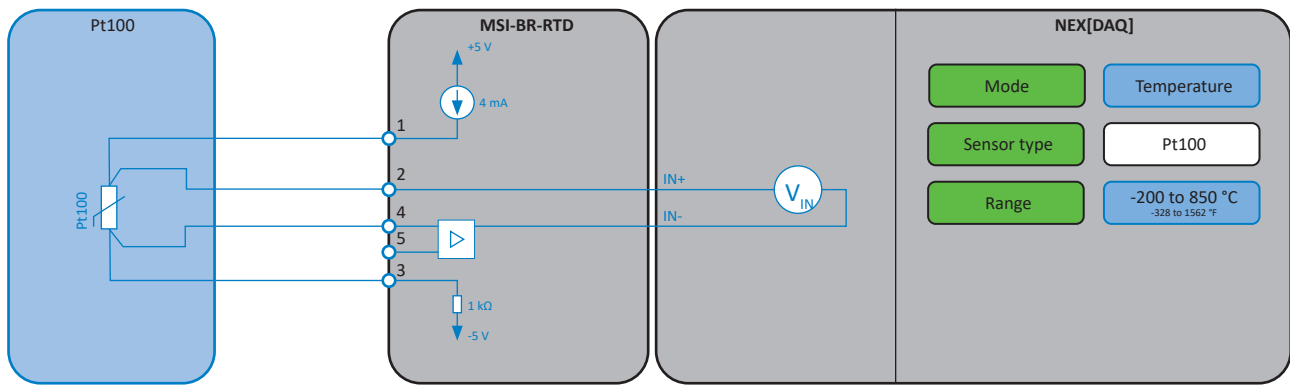 Pt100
Pt100
MSI-BR-RTD
+5 V
4 mA
1
2
4
5
3
1 kΩ
-5 V
IN+
IN-
VIN
NEX[DAQ]
Mode
Temperature
Sensor type
Pt100
Range
-200 to 850 °C
-328 to 1562 °F